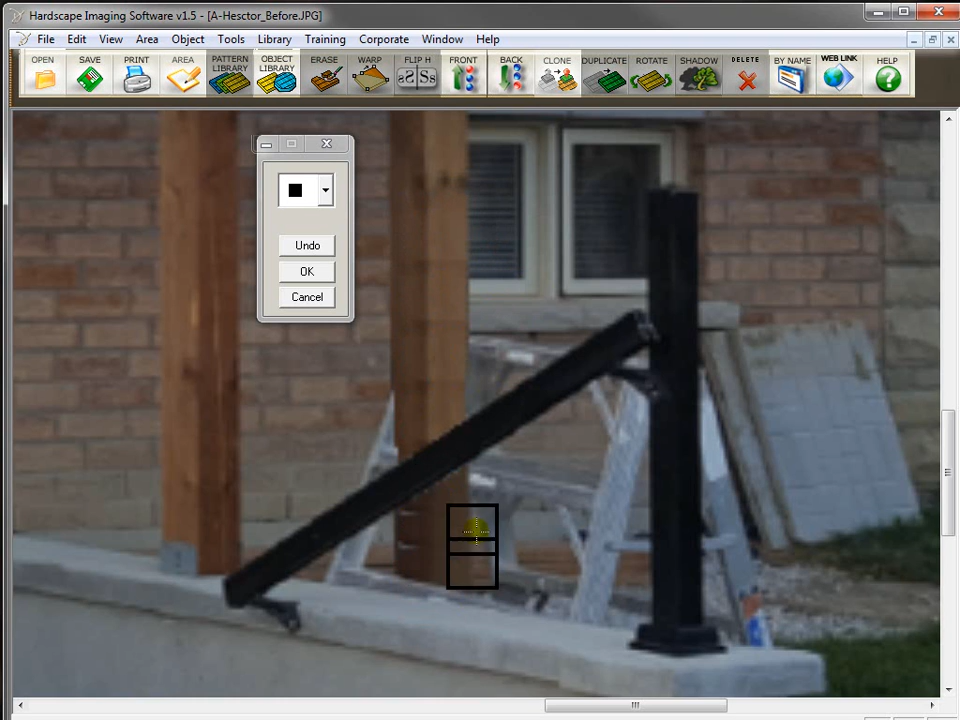 Hardscape Imaging Software v1.5 - [A-Hesctor_Before.JPG]
File Edit View Area Object Tools Library Training Corporate Window Help
OPEN SAVE PRINT AREA PATTERN LIBRARY OBJECT LIBRARY ERASE WARP FLIP H FRONT BACK CLONE DUPLICATE ROTATE SHADOW DELETE BY NAME WEB LINK HELP
Undo
OK
Cancel